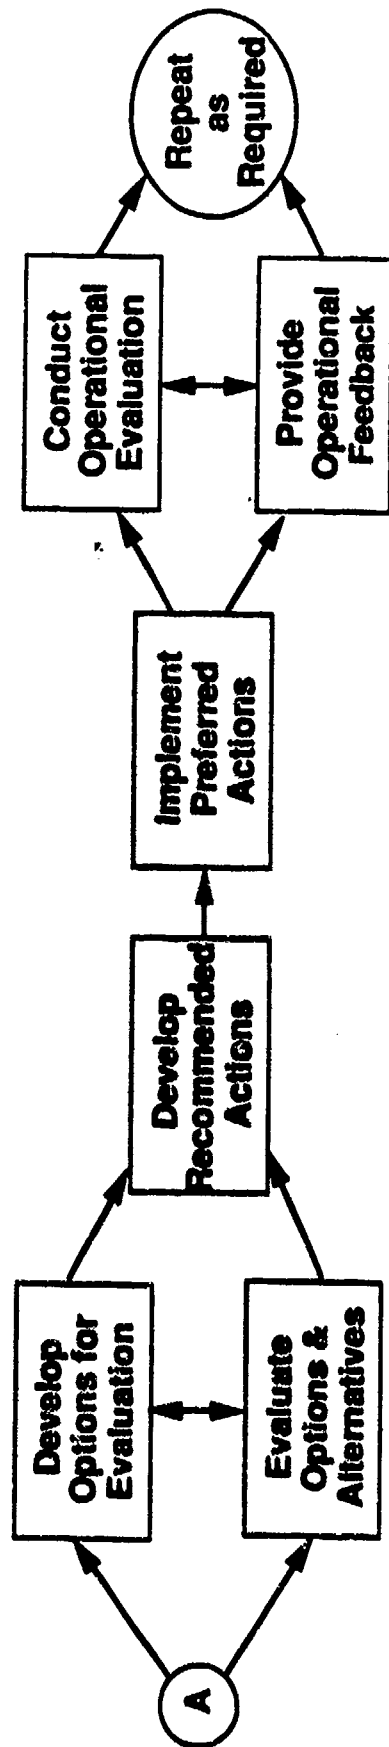 A
Develop
Options for
Evaluation
Evaluate
Options &
Alternatives
Develop
Recommended
Actions
Implement
Preferred
Actions
Conduct
Operational
Evaluation
Provide
Operational
Feedback
Repeat
as
Required